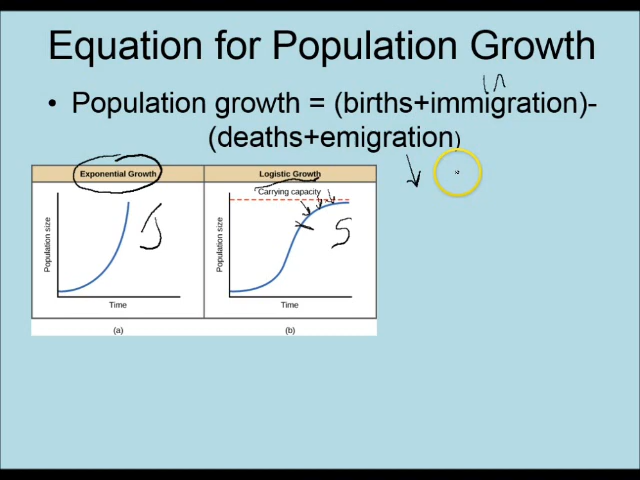 Equation for Population Growth
in
• Population growth = (births+immigration)-
(deaths+emigration)
Exponential Growth
Logistic Growth
Carrying capacity
Population size
J
Time
(a)
Population size
S
Time
(b)